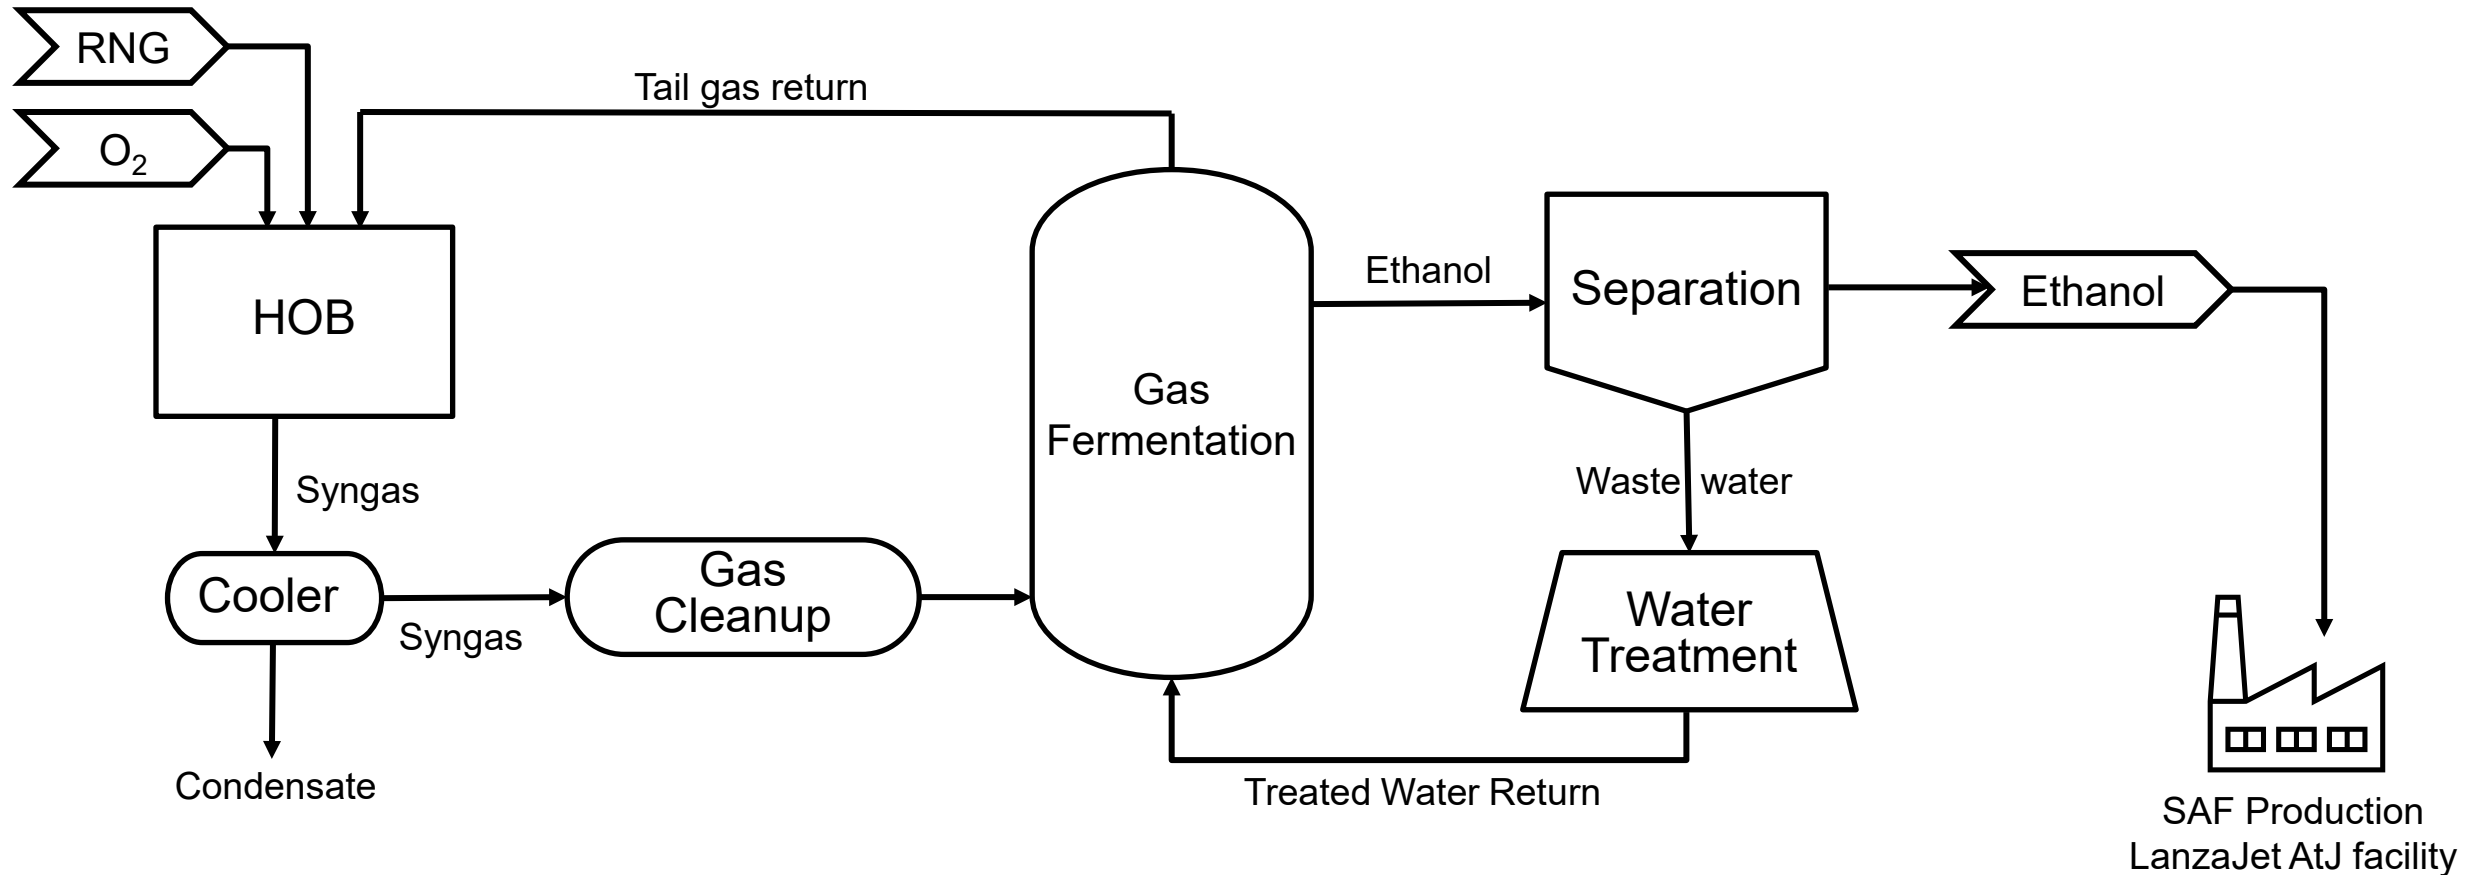 RNG
Tail gas return
O₂
HOB
Ethanol
Separation
Ethanol
Gas
Fermentation
Syngas
Waste water
Cooler
Syngas
Gas
Cleanup
Water
Treatment
Condensate
Treated Water Return
SAF Production
LanzaJet AtJ facility